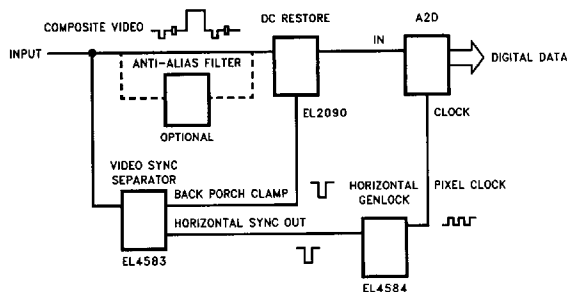 COMPOSITE VIDEO
DC RESTORE
A2D
INPUT
IN
DIGITAL DATA
ANTI-ALIAS FILTER
OPTIONAL
EL2090
CLOCK
VIDEO SYNC
SEPARATOR
BACK PORCH CLAMP
HORIZONTAL
GENLOCK
PIXEL CLOCK
HORIZONTAL SYNC OUT
EL4583
EL4584